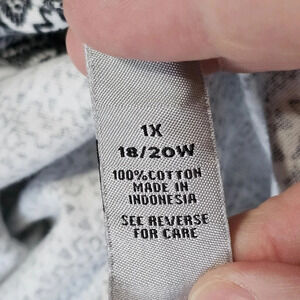 1X
18/20W
100%COTTON
MADE IN
INDONESIA
SEE REVERSE
FOR CARE